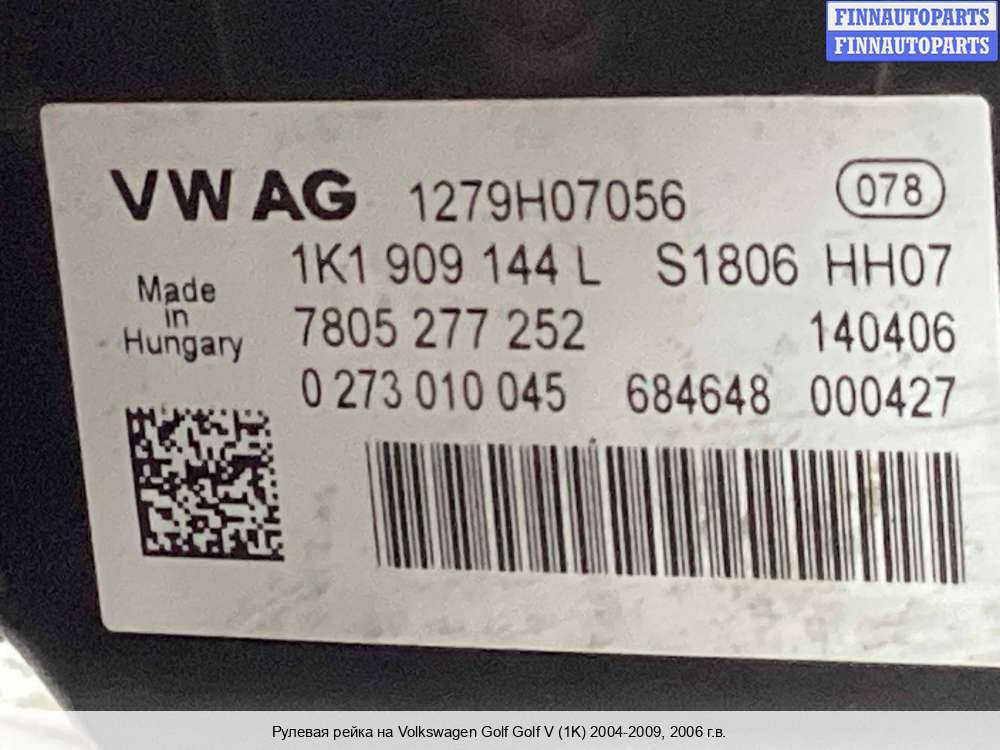 FINNAUTOPARTS
FINNAUTOPARTS
VW AG 1279H07056 078
1K1 909 144 L S1806 HH07
Made
in
Hungary
7805 277 252 140406
0 273 010 045 684648 000427
Рулевая рейка на Volkswagen Golf Golf V (1K) 2004-2009, 2006 г.в.